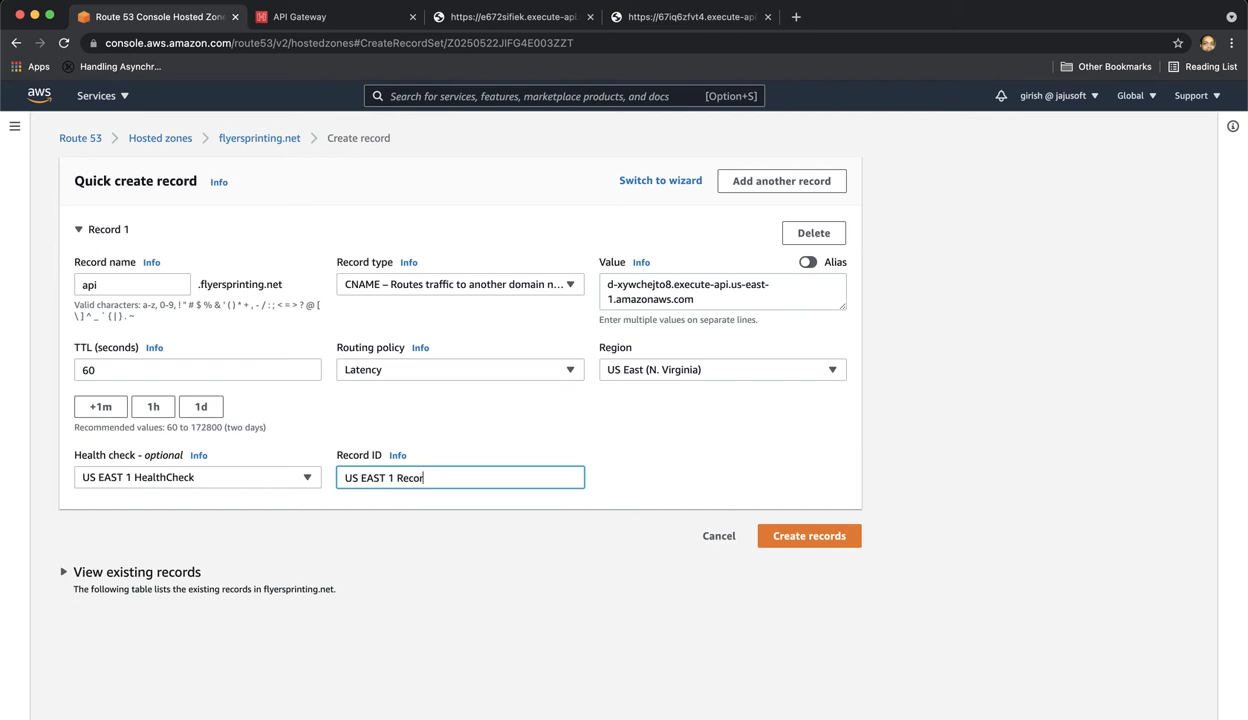 Route 53 Console Hosted Zone
API Gateway
https://e672sifiek.execute-api.
https://67iq6zfvt4.execute-api
console.aws.amazon.com/route53/v2/hostedzones#CreateRecordSet/Z0250522JIFG4E003ZZT
Apps
Handling Asynchr...
Other Bookmarks
Reading List
aws
Services
Search for services, features, marketplace products, and docs
[Option+S]
girish @ jajusoft
Global
Support
Route 53
Hosted zones
flyersprinting.net
Create record
Quick create record
Info
Switch to wizard
Add another record
Record 1
Delete
Record name Info
Record type Info
Value Info
Alias
api
.flyersprinting.net
CNAME – Routes traffic to another domain n...
d-xywchejto8.execute-api.us-east-
1.amazonaws.com
Valid characters: a-z, 0-9, ! " # $ % & ' ( ) * + , - / : ; < = > ? @ [
\ ] ^ _ ` { | } . ~
Enter multiple values on separate lines.
TTL (seconds) Info
Routing policy Info
Region
60
Latency
US East (N. Virginia)
+1m
1h
1d
Recommended values: 60 to 172800 (two days)
Health check - optional Info
Record ID Info
US EAST 1 HealthCheck
US EAST 1 Recor
Cancel
Create records
View existing records
The following table lists the existing records in flyersprinting.net.